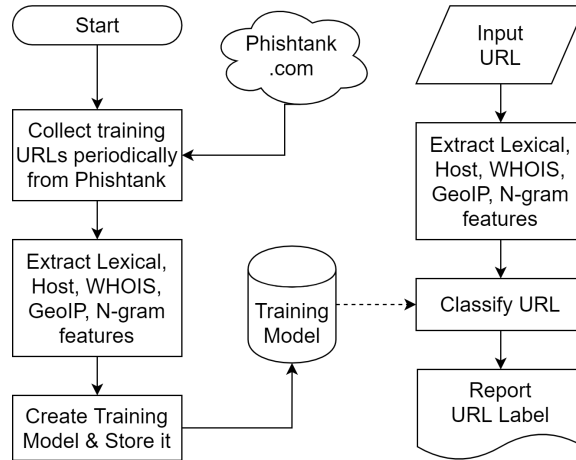 Start
Phishtank
.com
Collect training
URLs periodically
from Phishtank
Extract Lexical,
Host, WHOIS,
GeoIP, N-gram
features
Create Training
Model & Store it
Training
Model
Input
URL
Extract Lexical,
Host, WHOIS,
GeoIP, N-gram
features
Classify URL
Report
URL Label